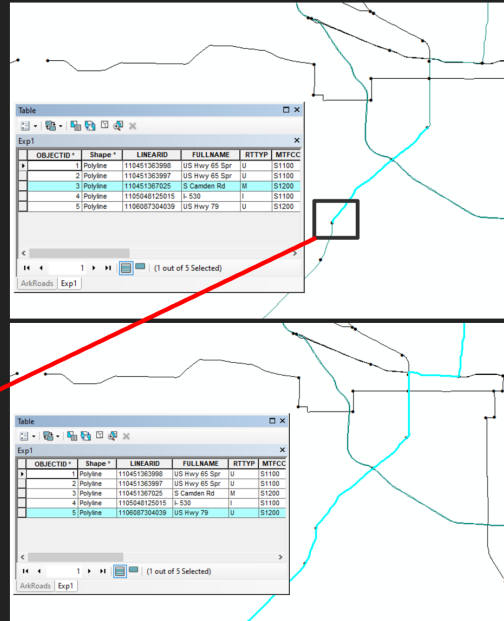 Table
Exp1
OBJECTID * Shape * LINEARID FULLNAME RTTYP MTFCC
1 Polyline 110451363998 US Hwy 65 Spr U S1100
2 Polyline 110451363997 US Hwy 65 Spr U S1100
3 Polyline 110451367025 S Camden Rd M S1200
4 Polyline 1105048125015 I- 530 I S1100
5 Polyline 1106087304039 US Hwy 79 U S1200
1 (1 out of 5 Selected)
ArkRoads Exp1
Table
Exp1
OBJECTID * Shape * LINEARID FULLNAME RTTYP MTFCC
1 Polyline 110451363998 US Hwy 65 Spr U S1100
2 Polyline 110451363997 US Hwy 65 Spr U S1100
3 Polyline 110451367025 S Camden Rd M S1200
4 Polyline 1105048125015 I- 530 I S1100
5 Polyline 1106087304039 US Hwy 79 U S1200
1 (1 out of 5 Selected)
ArkRoads Exp1